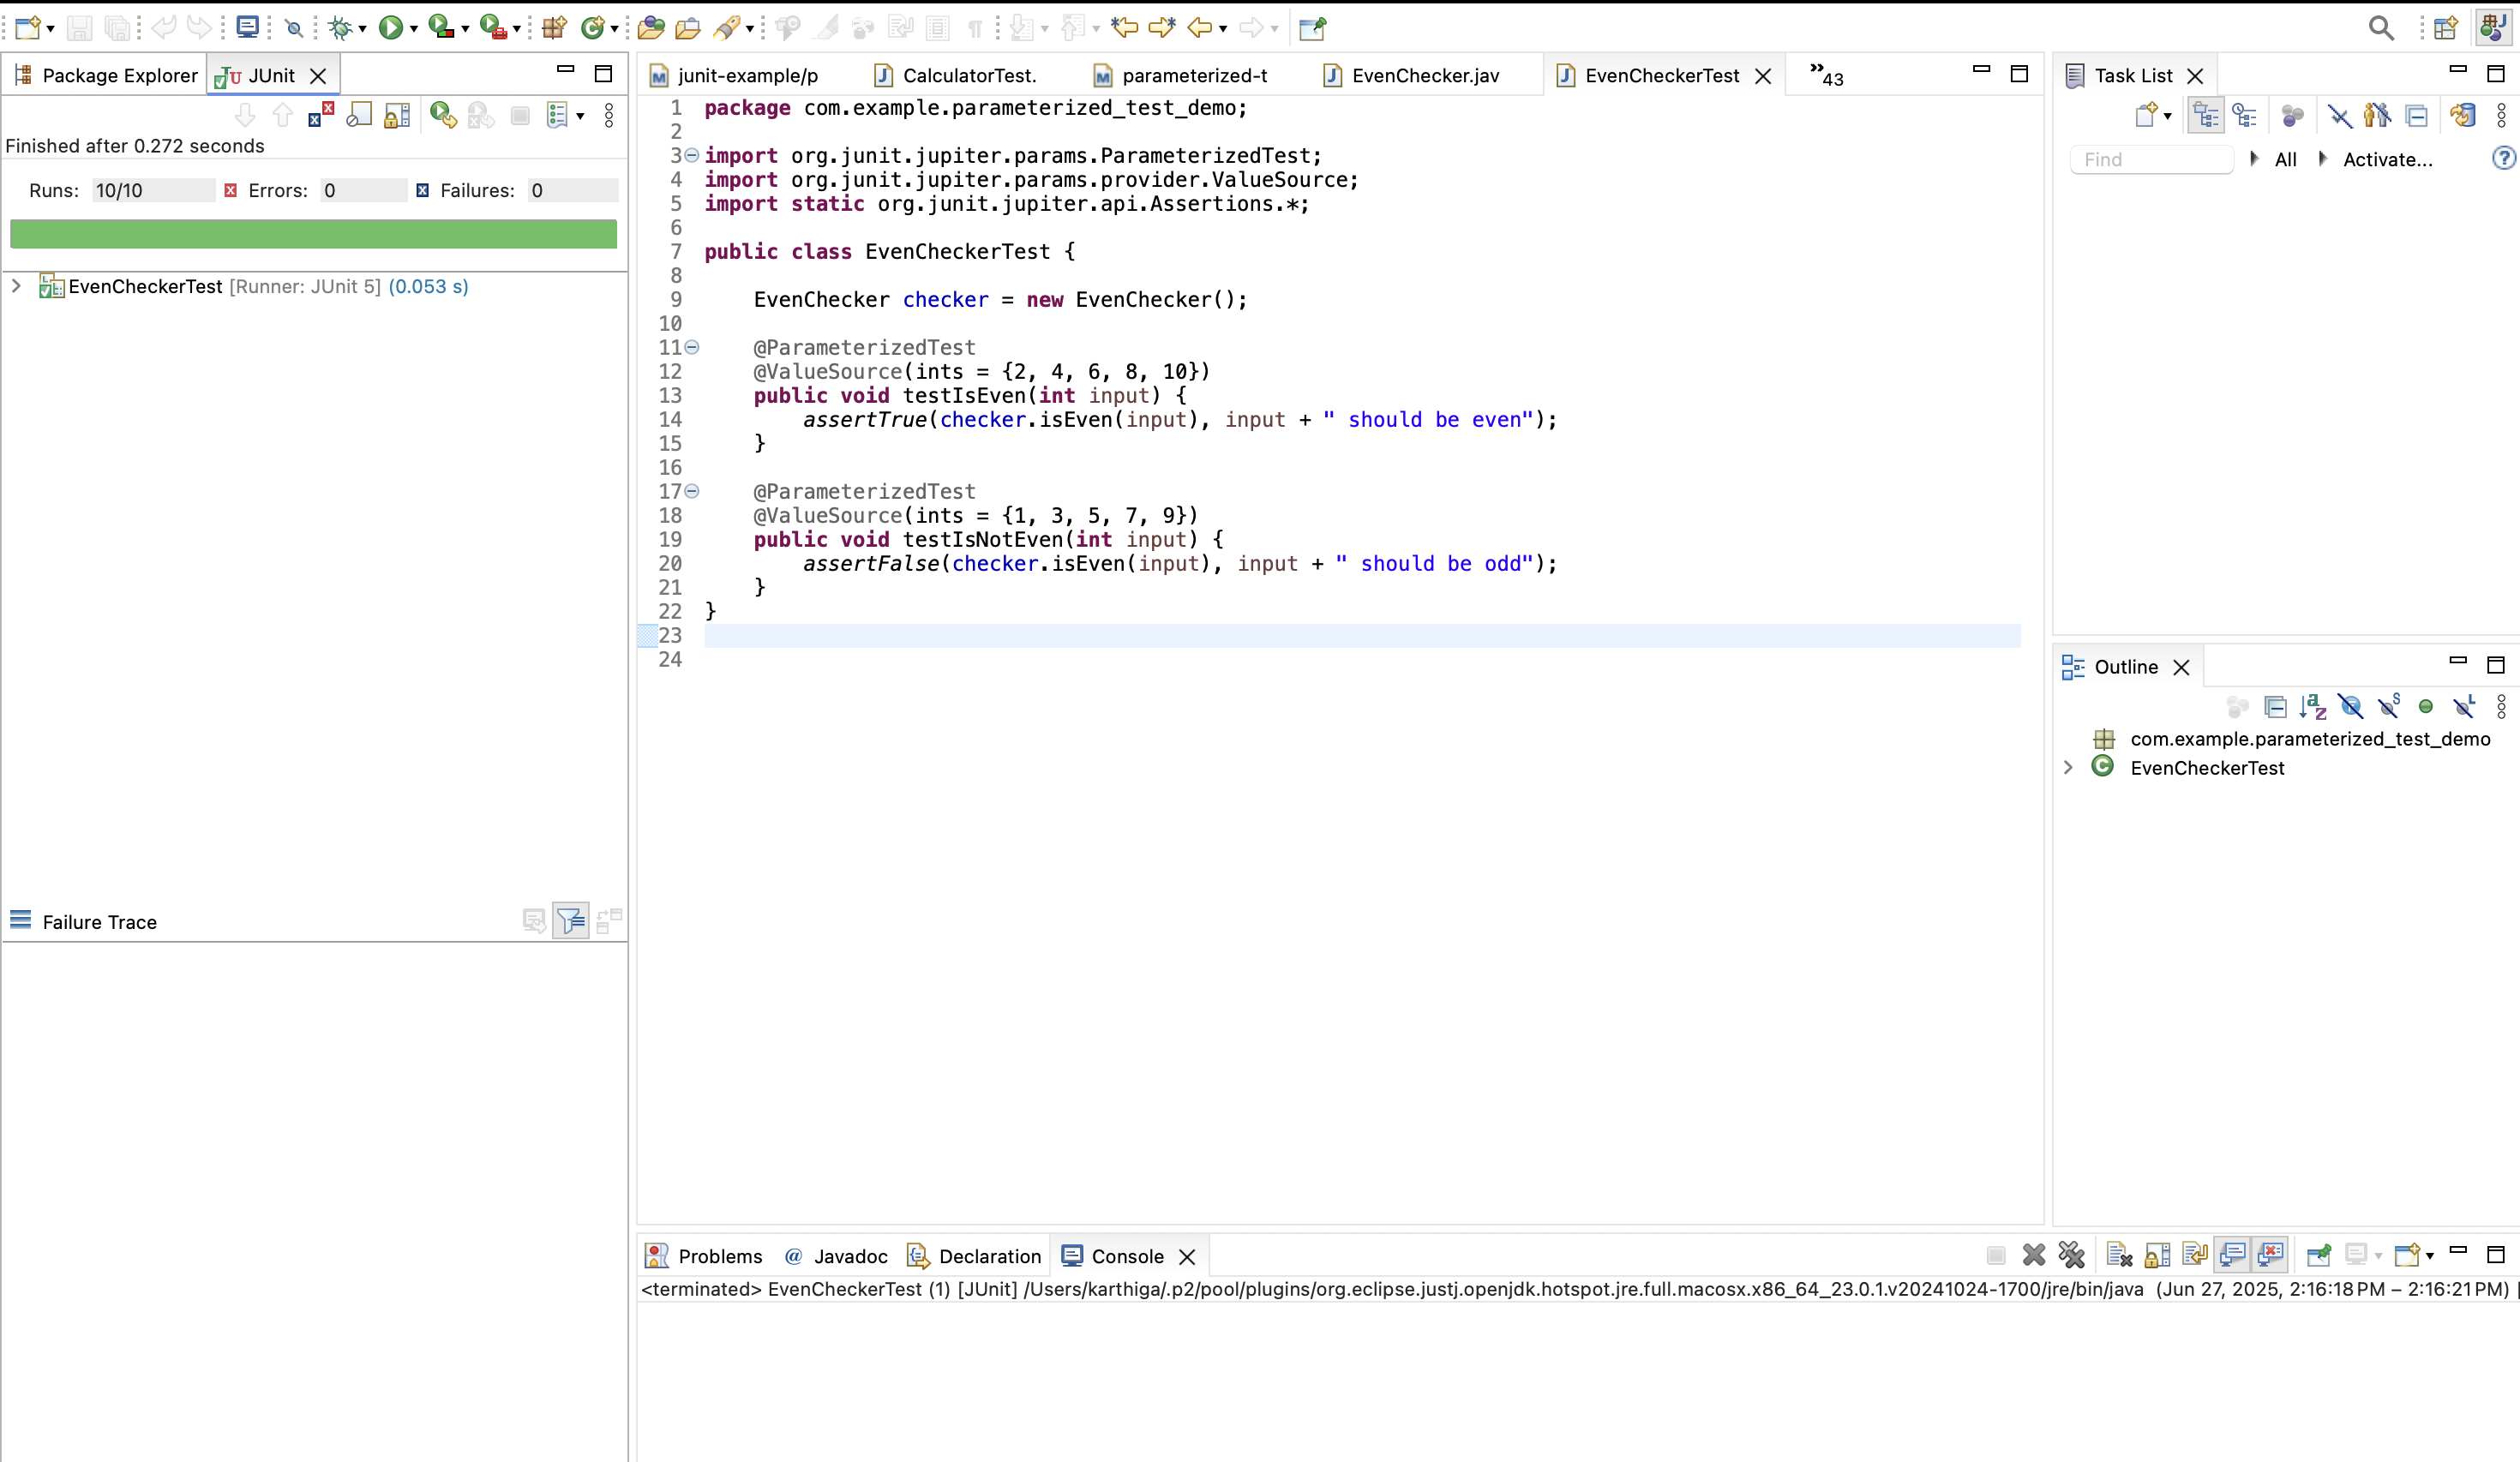 Package Explorer
JUnit
Finished after 0.272 seconds
Runs: 10/10 Errors: 0 Failures: 0
EvenCheckerTest [Runner: JUnit 5] (0.053 s)
Failure Trace
junit-example/p CalculatorTest. parameterized-t EvenChecker.jav EvenCheckerTest »43
1 package com.example.parameterized_test_demo;
2
3 import org.junit.jupiter.params.ParameterizedTest;
4 import org.junit.jupiter.params.provider.ValueSource;
5 import static org.junit.jupiter.api.Assertions.*;
6
7 public class EvenCheckerTest {
8
9 EvenChecker checker = new EvenChecker();
10
11 @ParameterizedTest
12 @ValueSource(ints = {2, 4, 6, 8, 10})
13 public void testIsEven(int input) {
14 assertTrue(checker.isEven(input), input + " should be even");
15 }
16
17 @ParameterizedTest
18 @ValueSource(ints = {1, 3, 5, 7, 9})
19 public void testIsNotEven(int input) {
20 assertFalse(checker.isEven(input), input + " should be odd");
21 }
22 }
23
24
Task List
Find All Activate...
Outline
com.example.parameterized_test_demo
EvenCheckerTest
Problems Javadoc Declaration Console
<terminated> EvenCheckerTest (1) [JUnit] /Users/karthiga/.p2/pool/plugins/org.eclipse.justj.openjdk.hotspot.jre.full.macosx.x86_64_23.0.1.v20241024-1700/jre/bin/java (Jun 27, 2025, 2:16:18 PM – 2:16:21 PM)